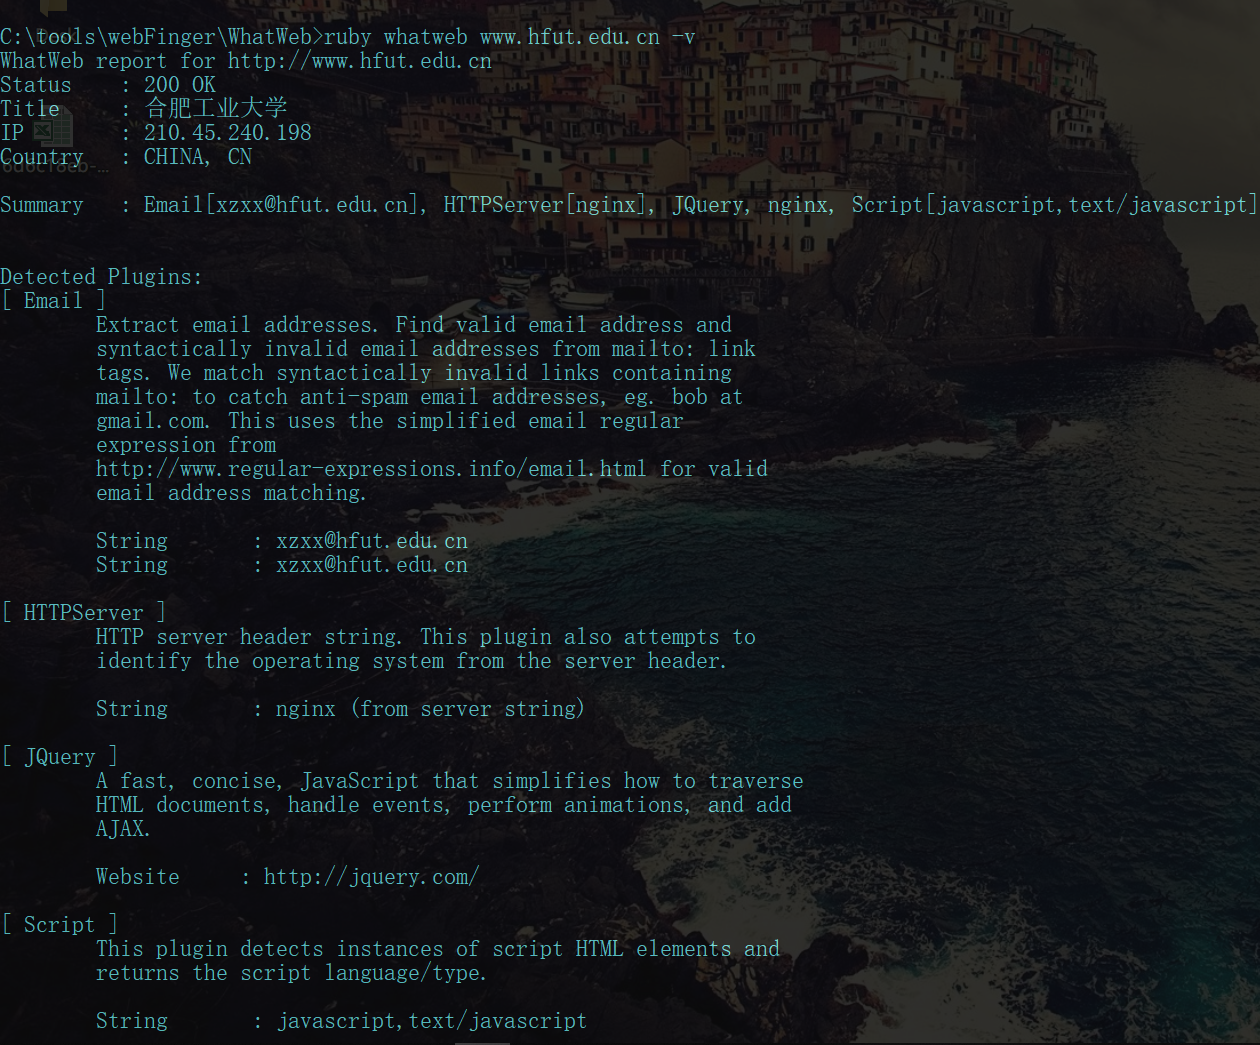 C:\tools\webFinger\WhatWeb>ruby whatweb www.hfut.edu.cn -v
WhatWeb report for http://www.hfut.edu.cn
Status    : 200 OK
Title     : 合肥工业大学
IP        : 210.45.240.198
Country   : CHINA, CN
Summary   : Email[xzxx@hfut.edu.cn], HTTPServer[nginx], JQuery, nginx, Script[javascript,text/javascript]
Detected Plugins:
[ Email ]
Extract email addresses. Find valid email address and
syntactically invalid email addresses from mailto: link
tags. We match syntactically invalid links containing
mailto: to catch anti-spam email addresses, eg. bob at
gmail.com. This uses the simplified email regular
expression from
http://www.regular-expressions.info/email.html for valid
email address matching.
String       : xzxx@hfut.edu.cn
String       : xzxx@hfut.edu.cn
[ HTTPServer ]
HTTP server header string. This plugin also attempts to
identify the operating system from the server header.
String       : nginx (from server string)
[ JQuery ]
A fast, concise, JavaScript that simplifies how to traverse
HTML documents, handle events, perform animations, and add
AJAX.
Website     : http://jquery.com/
[ Script ]
This plugin detects instances of script HTML elements and
returns the script language/type.
String       : javascript,text/javascript